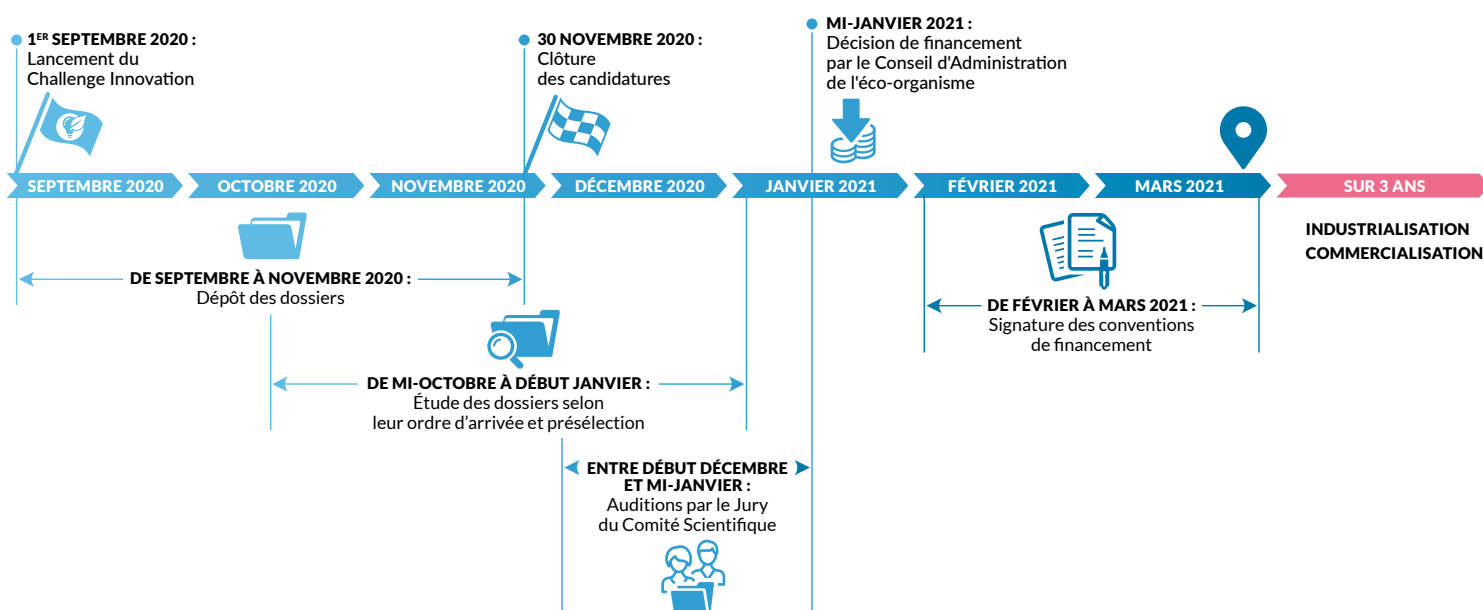 1ER SEPTEMBRE 2020 :
Lancement du
Challenge Innovation
30 NOVEMBRE 2020 :
Clôture
des candidatures
MI-JANVIER 2021 :
Décision de financement
par le Conseil d'Administration
de l'éco-organisme
SEPTEMBRE 2020
OCTOBRE 2020
NOVEMBRE 2020
DÉCEMBRE 2020
JANVIER 2021
FÉVRIER 2021
MARS 2021
SUR 3 ANS
INDUSTRIALISATION
COMMERCIALISATION
DE SEPTEMBRE À NOVEMBRE 2020 :
Dépôt des dossiers
DE FÉVRIER À MARS 2021 :
Signature des conventions
de financement
DE MI-OCTOBRE À DÉBUT JANVIER :
Étude des dossiers selon
leur ordre d’arrivée et présélection
ENTRE DÉBUT DÉCEMBRE
ET MI-JANVIER :
Auditions par le Jury
du Comité Scientifique